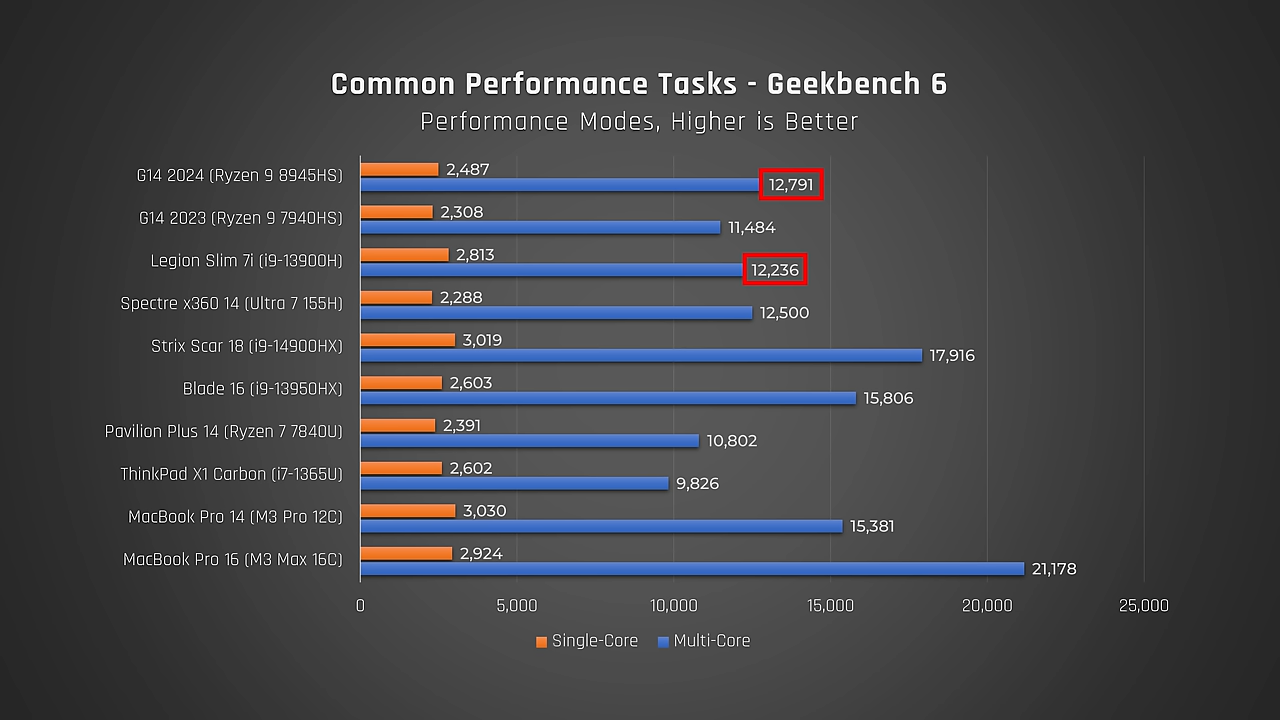 Common Performance Tasks - Geekbench 6
Performance Modes, Higher is Better
G14 2024 (Ryzen 9 8945HS) 2,487 12,791
G14 2023 (Ryzen 9 7940HS) 2,308 11,484
Legion Slim 7i (i9-13900H) 2,813 12,236
Spectre x360 14 (Ultra 7 155H) 2,288 12,500
Strix Scar 18 (i9-14900HX) 3,019 17,916
Blade 16 (i9-13950HX) 2,603 15,806
Pavilion Plus 14 (Ryzen 7 7840U) 2,391 10,802
ThinkPad X1 Carbon (i7-1365U) 2,602 9,826
MacBook Pro 14 (M3 Pro 12C) 3,030 15,381
MacBook Pro 16 (M3 Max 16C) 2,924 21,178
0 5,000 10,000 15,000 20,000 25,000
Single-Core Multi-Core